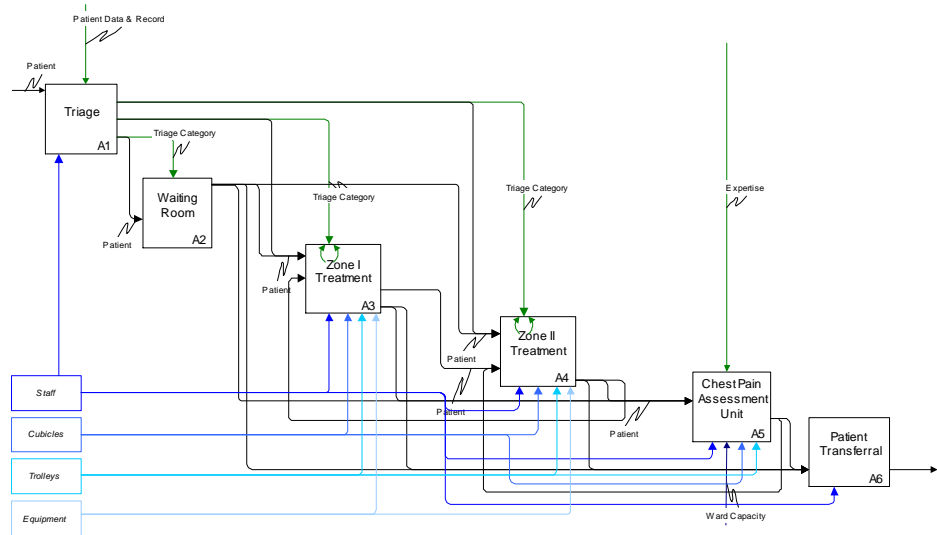 Patient Data & Record
Patient
Triage
A1
Triage Category
Waiting
Room
A2
Patient
Triage Category
Triage Category
Expertise
Patient
Zone I
Treatment
A3
Zone II
Treatment
A4
Patient
Patient
Patient
Chest Pain
Assessment
Unit
A5
Patient
Transferral
A6
Staff
Cubicles
Trolleys
Equipment
Ward Capacity